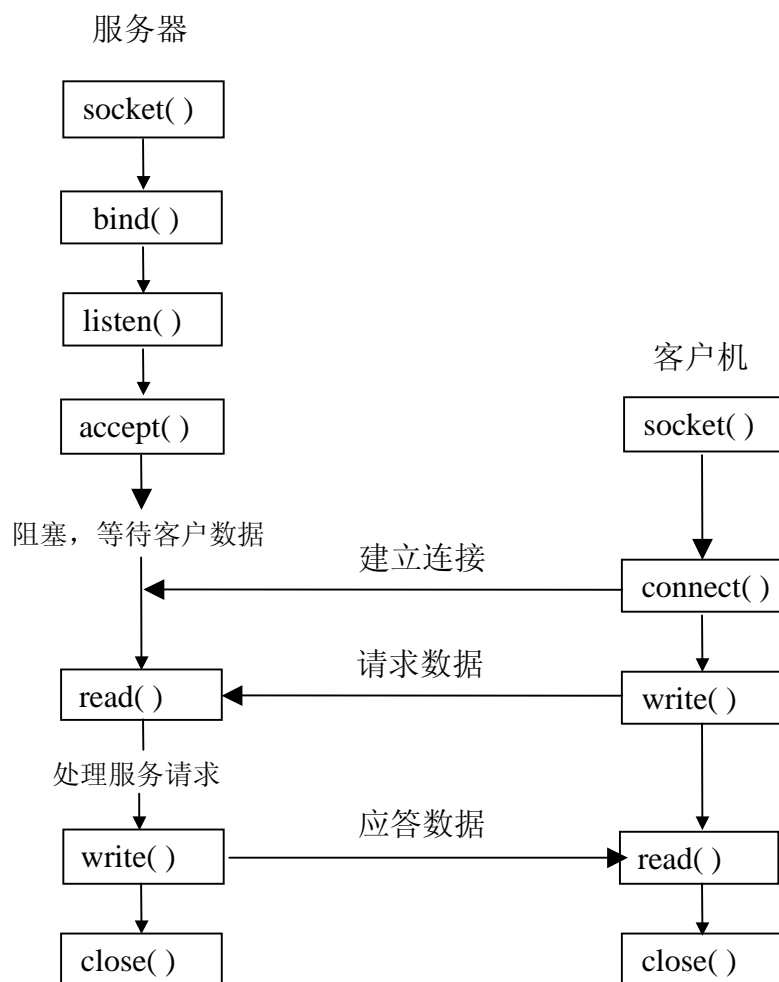 服务器
socket( )
bind( )
listen( )
accept( )
阻塞，等待客户数据
read( )
处理服务请求
write( )
close( )
建立连接
请求数据
应答数据
客户机
socket( )
connect( )
write( )
read( )
close( )